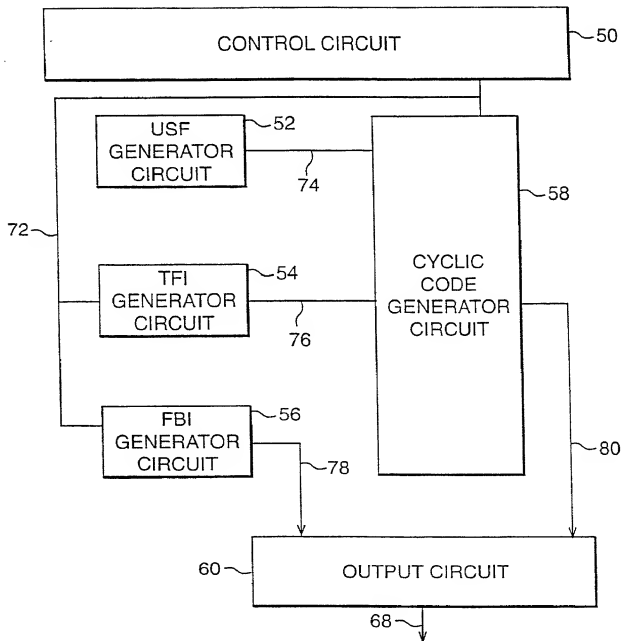 CONTROL CIRCUIT
50
USF
GENERATOR
CIRCUIT
52
74
58
72
TFI
GENERATOR
CIRCUIT
54
76
CYCLIC
CODE
GENERATOR
CIRCUIT
FBI
GENERATOR
CIRCUIT
56
78
80
60
OUTPUT CIRCUIT
68